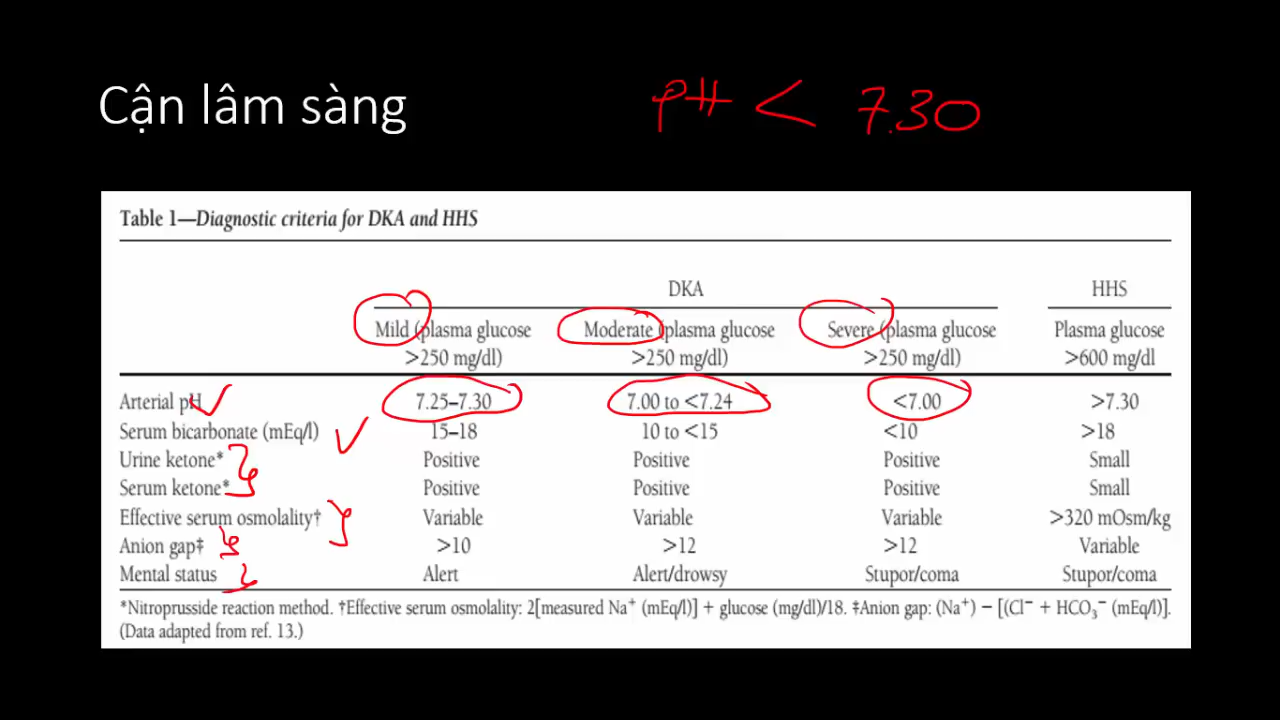 Cận lâm sàng
pH < 7.30
Table 1—Diagnostic criteria for DKA and HHS
DKA HHS
Mild (plasma glucose Moderate (plasma glucose Severe (plasma glucose Plasma glucose
>250 mg/dl) >250 mg/dl) >250 mg/dl) >600 mg/dl
Arterial pH 7.25–7.30 7.00 to <7.24 <7.00 >7.30
Serum bicarbonate (mEq/l) 15–18 10 to <15 <10 >18
Urine ketone* Positive Positive Positive Small
Serum ketone* Positive Positive Positive Small
Effective serum osmolality† Variable Variable Variable >320 mOsm/kg
Anion gap‡ >10 >12 >12 Variable
Mental status Alert Alert/drowsy Stupor/coma Stupor/coma
*Nitroprusside reaction method. †Effective serum osmolality: 2[measured Na⁺ (mEq/l)] + glucose (mg/dl)/18. ‡Anion gap: (Na⁺) − [(Cl⁻ + HCO₃⁻ (mEq/l)].
(Data adapted from ref. 13.)